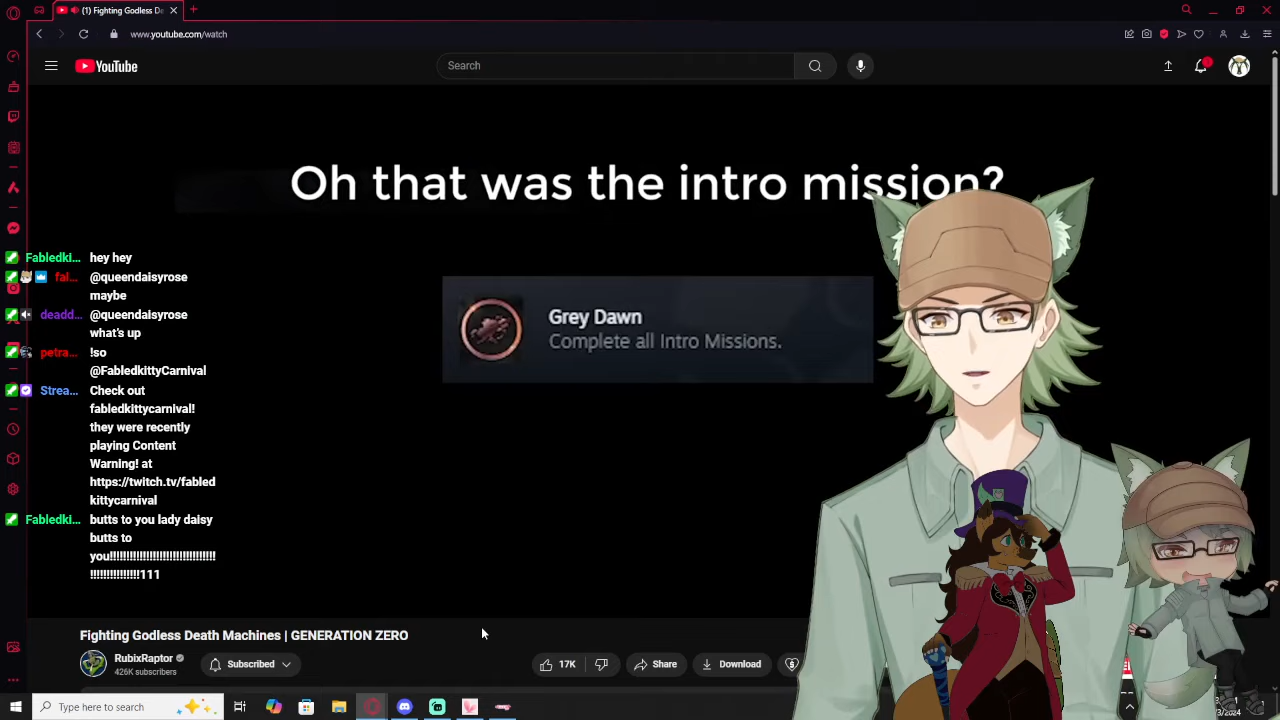 (1) Fighting Godless De
www.youtube.com/watch
YouTube
Search
Oh that was the intro mission?
Grey Dawn
Complete all Intro Missions.
Fabledki... hey hey
fal... @queendaisyrose
maybe
deadd... @queendaisyrose
what's up
petra... !so
@FabledkittyCarnival
Strea... Check out
fabledkittycarnival!
they were recently
playing Content
Warning! at
https://twitch.tv/fabled
kittycarnival
Fabledki... butts to you lady daisy
butts to
you!!!!!!!!!!!!!!!!!!!!!!!!!!!!!!!
!!!!!!!!!!!!!!!111
Fighting Godless Death Machines | GENERATION ZERO
RubixRaptor
426K subscribers
Subscribed
17K
Share
Download
Type here to search